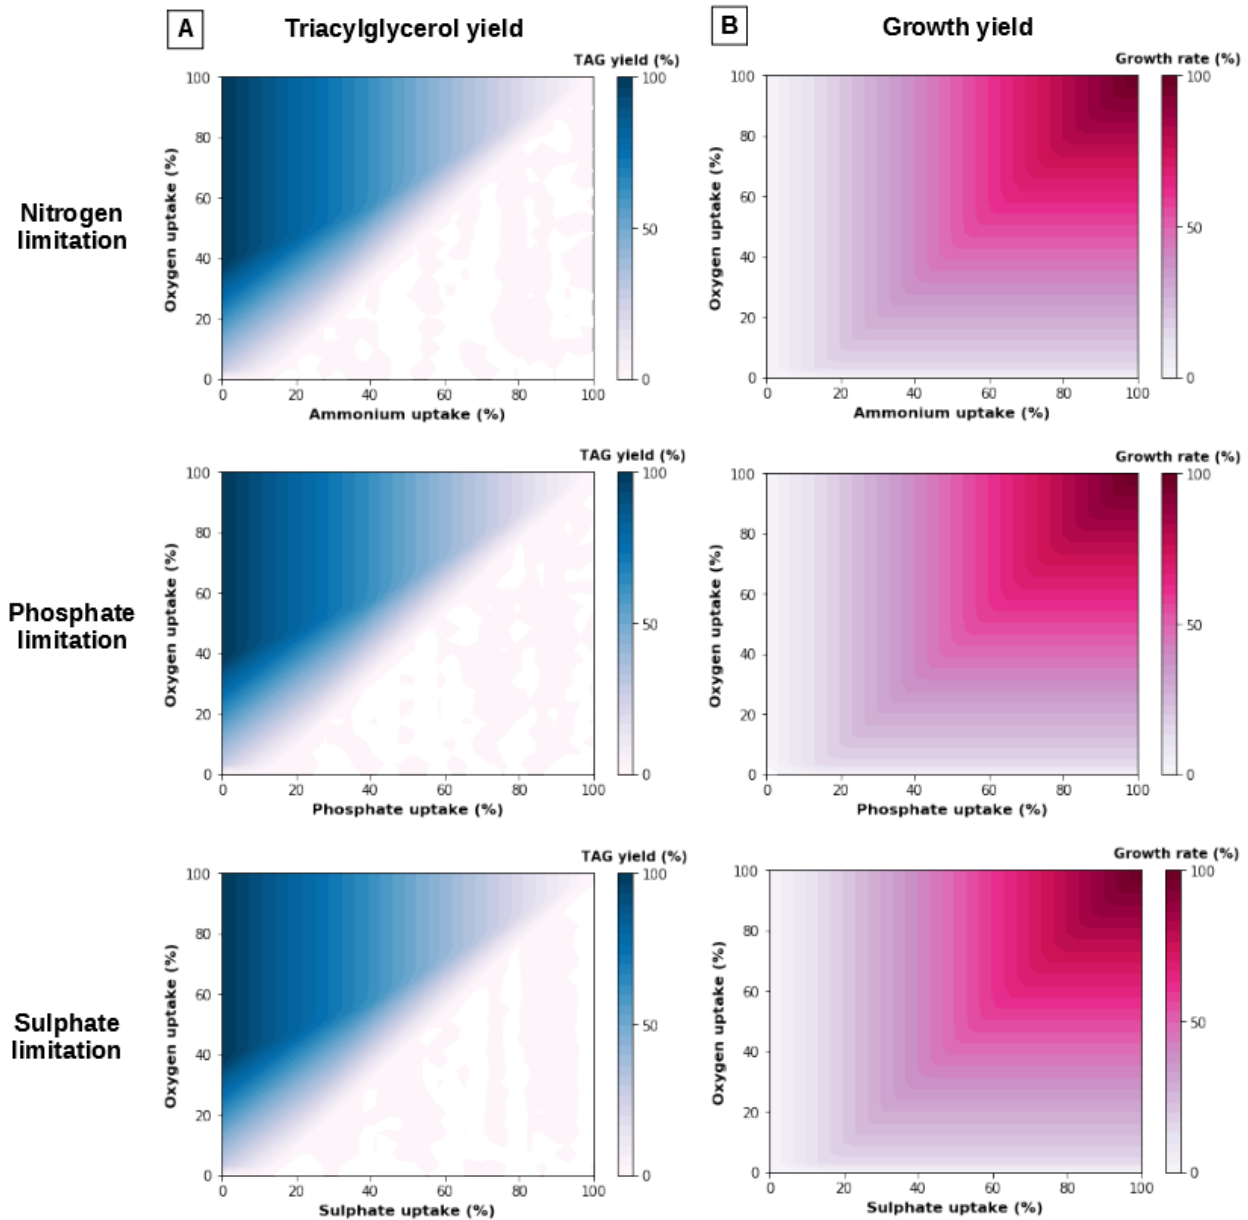 A
Triacylglycerol yield
B
Growth yield
Nitrogen
limitation
TAG yield (%)
100
80
60
40
20
0
Oxygen uptake (%)
0 20 40 60 80 100
Ammonium uptake (%)
100
50
0
Growth rate (%)
100
80
60
40
20
0
Oxygen uptake (%)
0 20 40 60 80 100
Ammonium uptake (%)
100
50
0
Phosphate
limitation
TAG yield (%)
100
80
60
40
20
0
Oxygen uptake (%)
0 20 40 60 80 100
Phosphate uptake (%)
100
50
0
Growth rate (%)
100
80
60
40
20
0
Oxygen uptake (%)
0 20 40 60 80 100
Phosphate uptake (%)
100
50
0
Sulphate
limitation
TAG yield (%)
100
80
60
40
20
0
Oxygen uptake (%)
0 20 40 60 80 100
Sulphate uptake (%)
100
50
0
Growth rate (%)
100
80
60
40
20
0
Oxygen uptake (%)
0 20 40 60 80 100
Sulphate uptake (%)
100
50
0